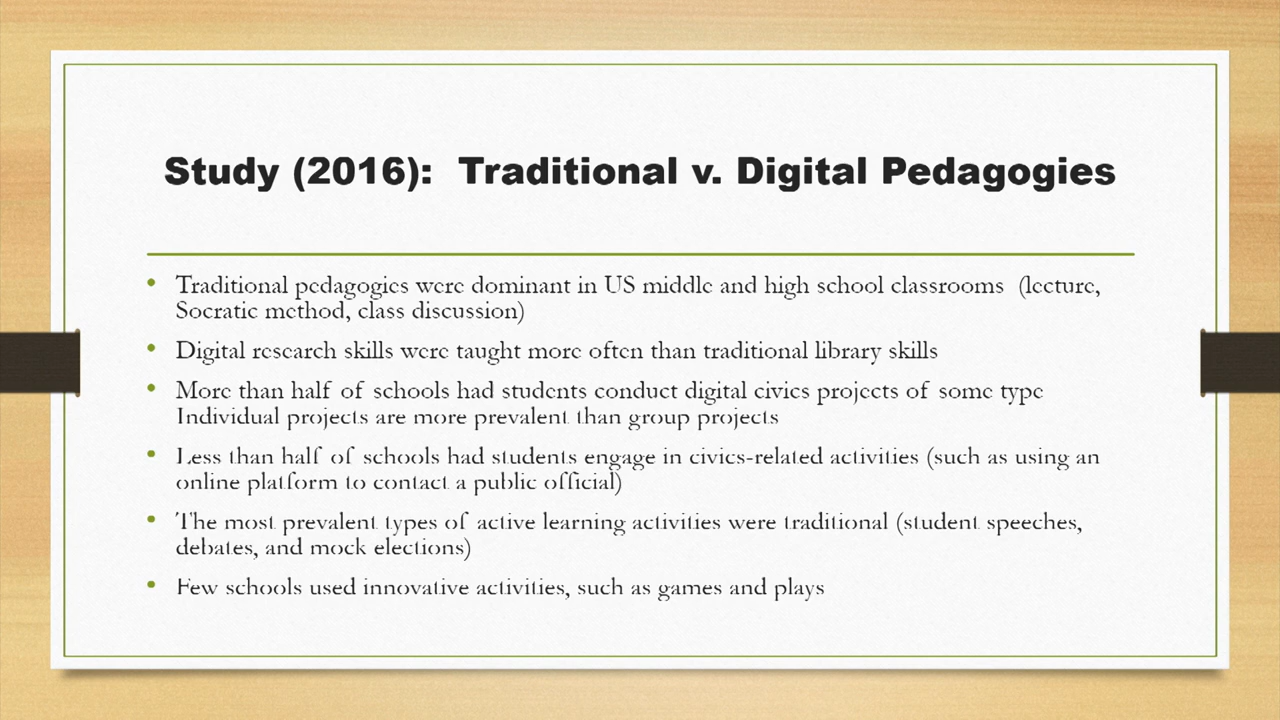 Study (2016):  Traditional v. Digital Pedagogies
• Traditional pedagogies were dominant in US middle and high school classrooms  (lecture,
Socratic method, class discussion)
• Digital research skills were taught more often than traditional library skills
• More than half of schools had students conduct digital civics projects of some type
Individual projects are more prevalent than group projects
• Less than half of schools had students engage in civics-related activities (such as using an
online platform to contact a public official)
• The most prevalent types of active learning activities were traditional (student speeches,
debates, and mock elections)
• Few schools used innovative activities, such as games and plays